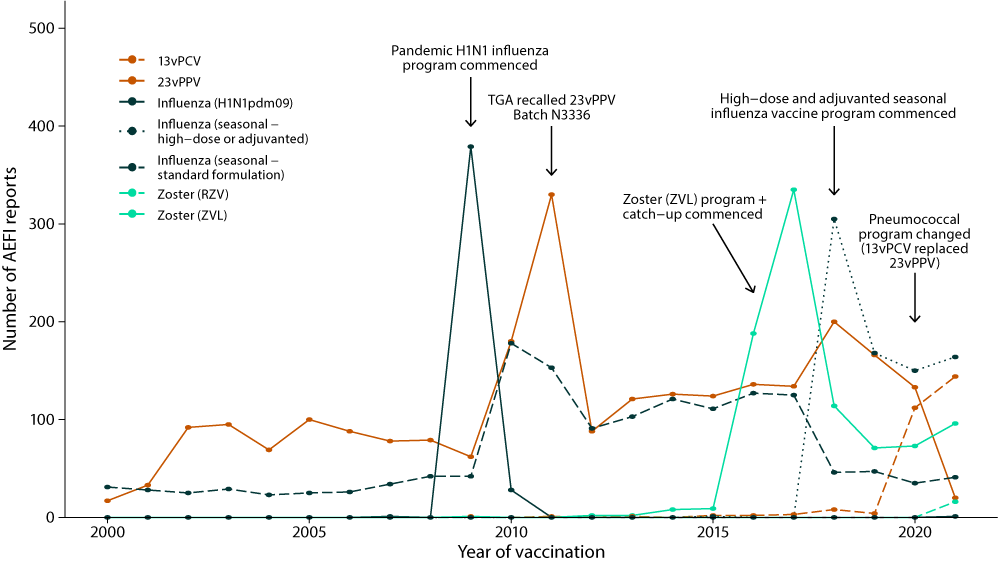 500
400
300
200
100
0
Number of AEFI reports
13vPCV
23vPPV
Influenza (H1N1pdm09)
Influenza (seasonal −
high−dose or adjuvanted)
Influenza (seasonal −
standard formulation)
Zoster (RZV)
Zoster (ZVL)
Pandemic H1N1 influenza
program commenced
TGA recalled 23vPPV
Batch N3336
Zoster (ZVL) program +
catch−up commenced
High−dose and adjuvanted seasonal
influenza vaccine program commenced
Pneumococcal
program changed
(13vPCV replaced
23vPPV)
2000
2005
2010
2015
2020
Year of vaccination